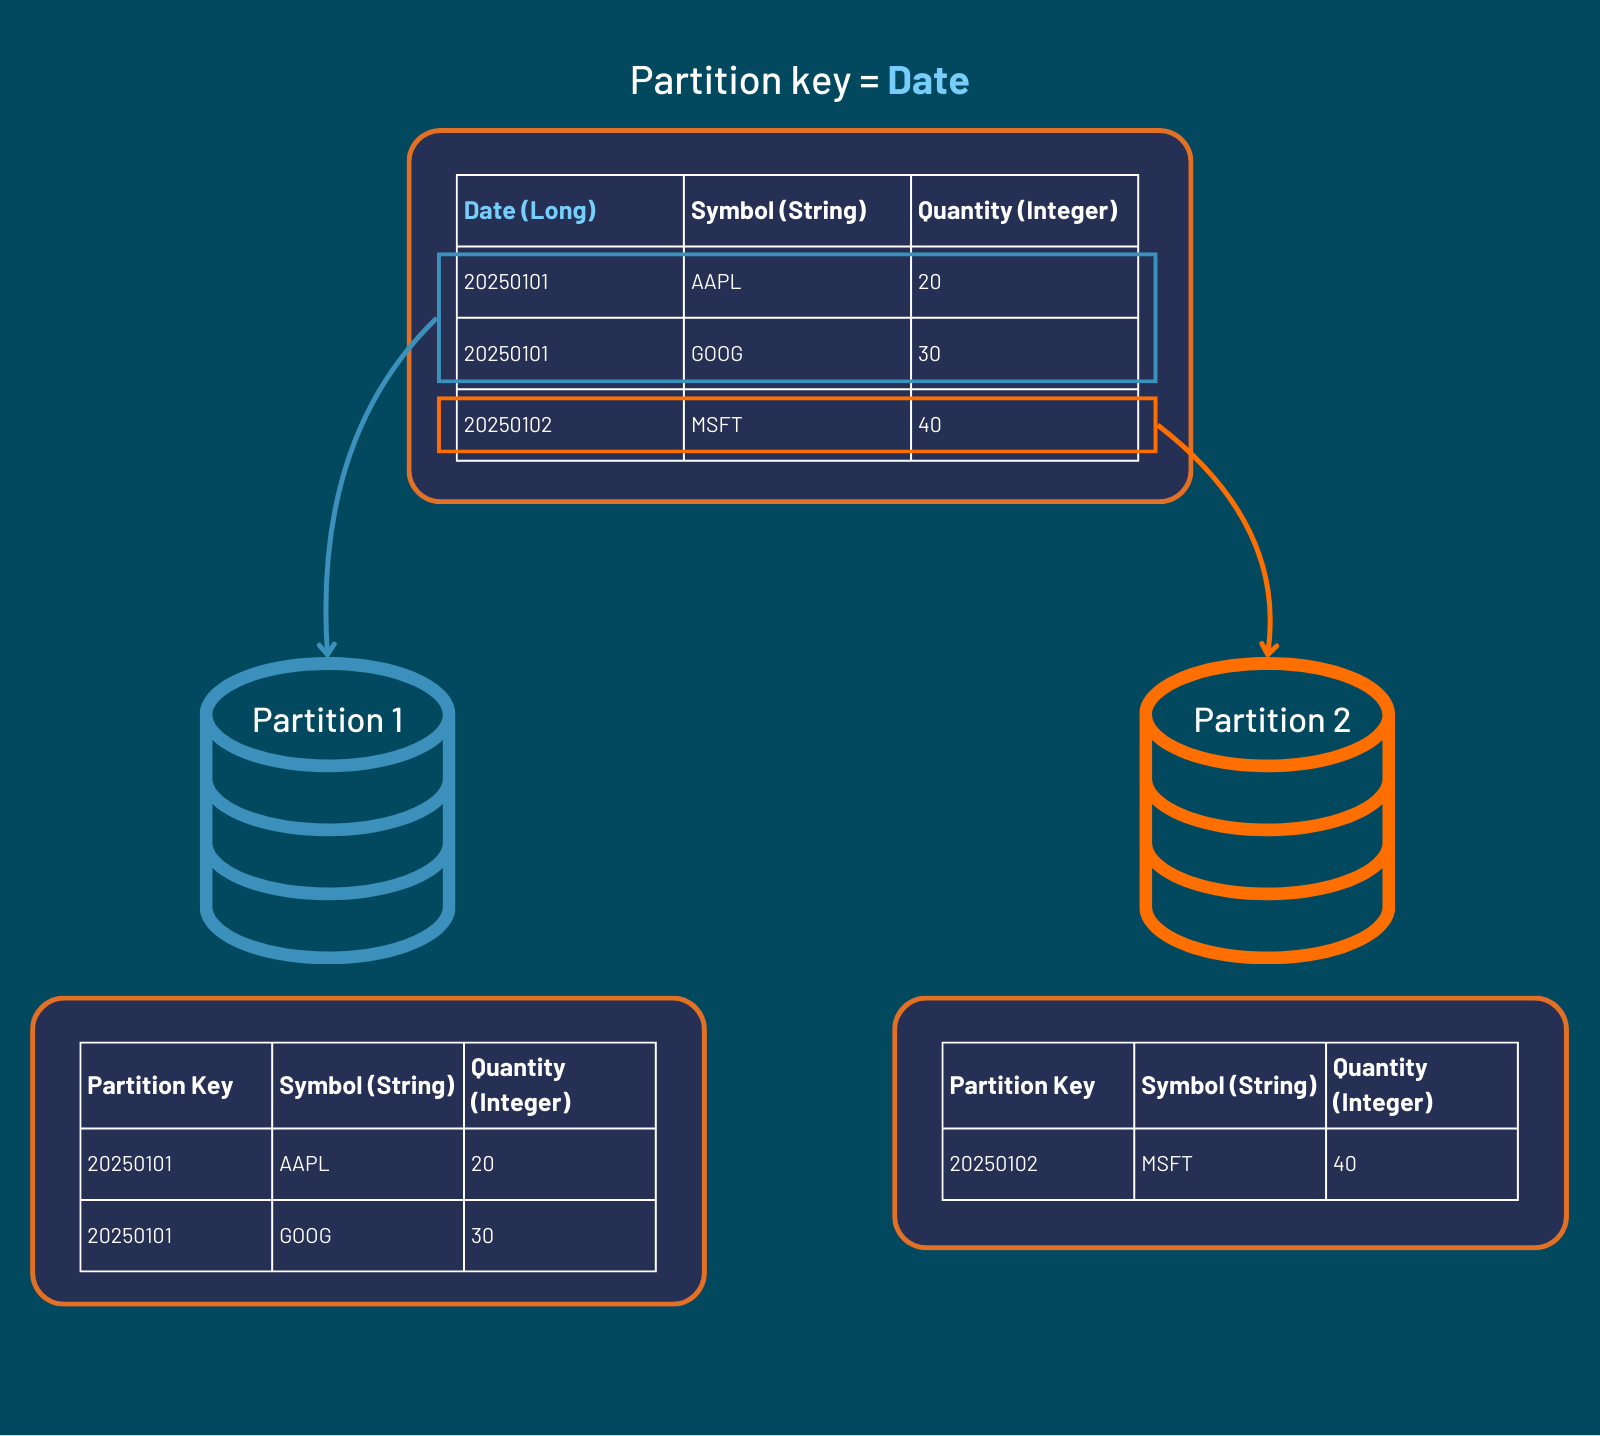 Partition key = Date
Date (Long) Symbol (String) Quantity (Integer)
20250101 AAPL 20
20250101 GOOG 30
20250102 MSFT 40
Partition 1
Partition 2
Partition Key Symbol (String) Quantity
(Integer)
20250101 AAPL 20
20250101 GOOG 30
Partition Key Symbol (String) Quantity
(Integer)
20250102 MSFT 40